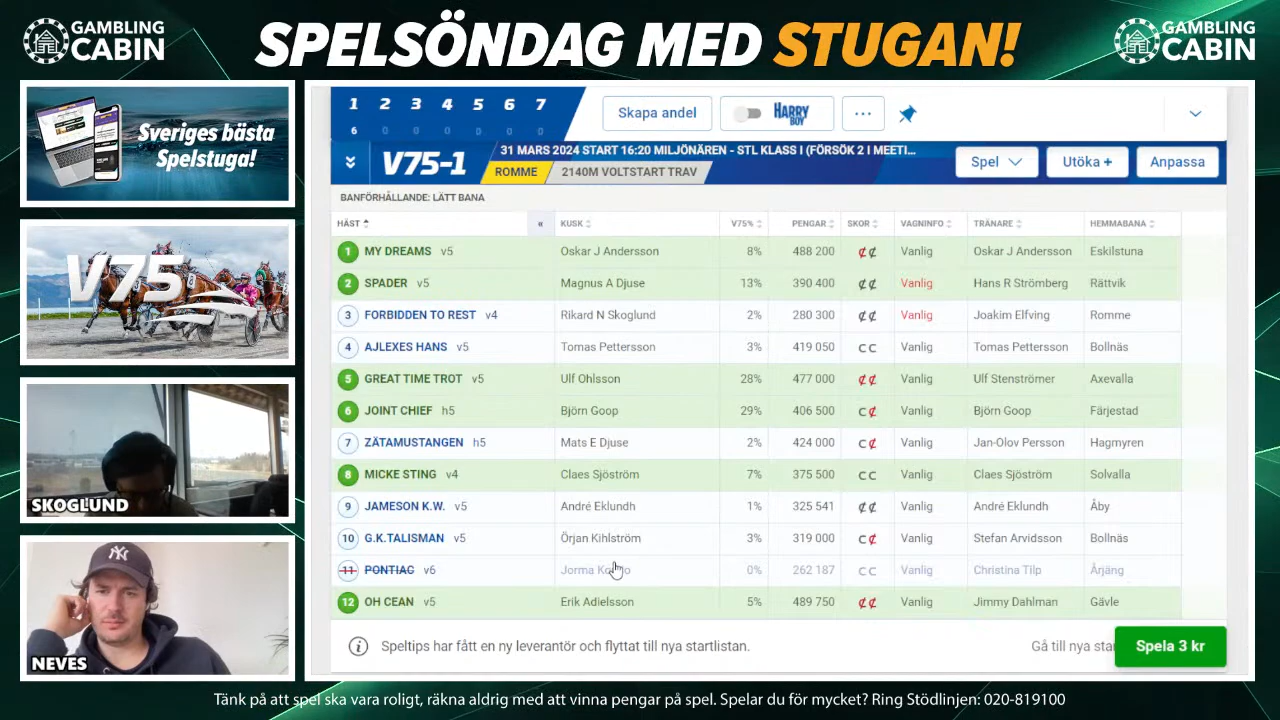 GAMBLING CABIN
SPELSÖNDAG MED STUGAN!
GAMBLING CABIN
Sveriges bästa
Spelstuga!
V75
SKOGLUND
NEVES
1 2 3 4 5 6 7
6 0 0 0 0 0 0
Skapa andel
HARRY BOY
...
V75-1
31 MARS 2024 START 16:20 MILJONÄREN - STL KLASS I (FÖRSÖK 2 I MEETI...
ROMME 2140M VOLTSTART TRAV
Spel Utöka + Anpassa
BANFÖRHÅLLANDE: LÄTT BANA
HÄST « KUSK V75% PENGAR SKOR VAGNINFO TRÄNARE HEMMABANA
1 MY DREAMS v5 Oskar J Andersson 8% 488 200 ₵₵ Vanlig Oskar J Andersson Eskilstuna
2 SPADER v5 Magnus A Djuse 13% 390 400 ₵₵ Vanlig Hans R Strömberg Rättvik
3 FORBIDDEN TO REST v4 Rikard N Skoglund 2% 280 300 ₵₵ Vanlig Joakim Elfving Romme
4 AJLEXES HANS v5 Tomas Pettersson 3% 419 050 C C Vanlig Tomas Pettersson Bollnäs
5 GREAT TIME TROT v5 Ulf Ohlsson 28% 477 000 ₵₵ Vanlig Ulf Stenströmer Axevalla
6 JOINT CHIEF h5 Björn Goop 29% 406 500 C₵ Vanlig Björn Goop Färjestad
7 ZÄTAMUSTANGEN h5 Mats E Djuse 2% 424 000 C₵ Vanlig Jan-Olov Persson Hagmyren
8 MICKE STING v4 Claes Sjöström 7% 375 500 C C Vanlig Claes Sjöström Solvalla
9 JAMESON K.W. v5 André Eklundh 1% 325 541 ₵₵ Vanlig André Eklundh Åby
10 G.K.TALISMAN v5 Örjan Kihlström 3% 319 000 C₵ Vanlig Stefan Arvidsson Bollnäs
11 PONTIAC v6 Jorma 0% 262 187 C C Vanlig Christina Tilp Årjäng
12 OH CEAN v5 Erik Adielsson 5% 489 750 ₵₵ Vanlig Jimmy Dahlman Gävle
Speltips har fått en ny leverantör och flyttat till nya startlistan.
Gå till nya star
Spela 3 kr
Tänk på att spel ska vara roligt, räkna aldrig med att vinna pengar på spel. Spelar du för mycket? Ring Stödlinjen: 020-819100